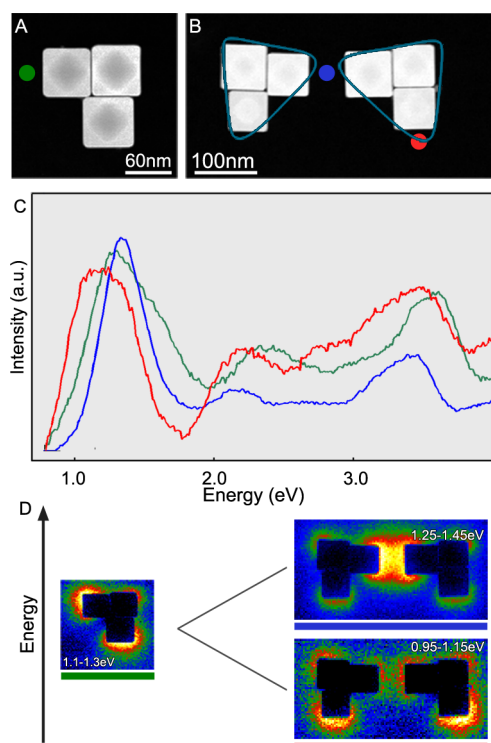 A
60nm
B
100nm
C
Intensity (a.u.)
1.0 2.0 3.0
Energy (eV)
D
Energy
1.1-1.3eV
1.25-1.45eV
0.95-1.15eV